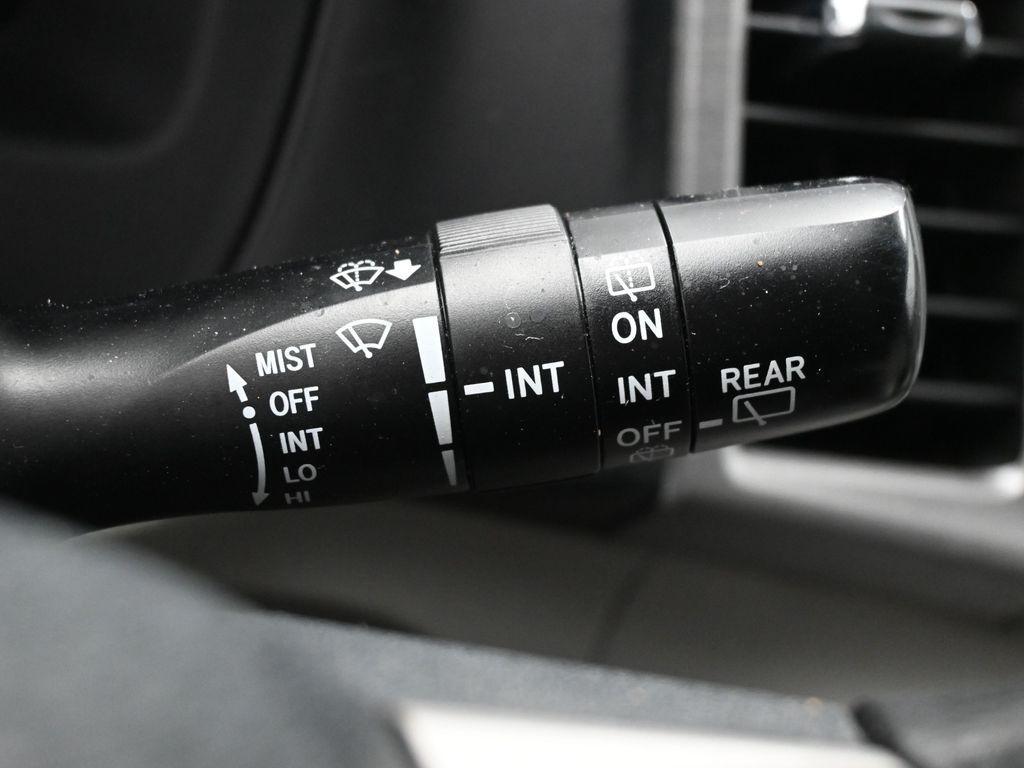 MIST
OFF
INT
LO
HI
INT
ON
INT
OFF
REAR